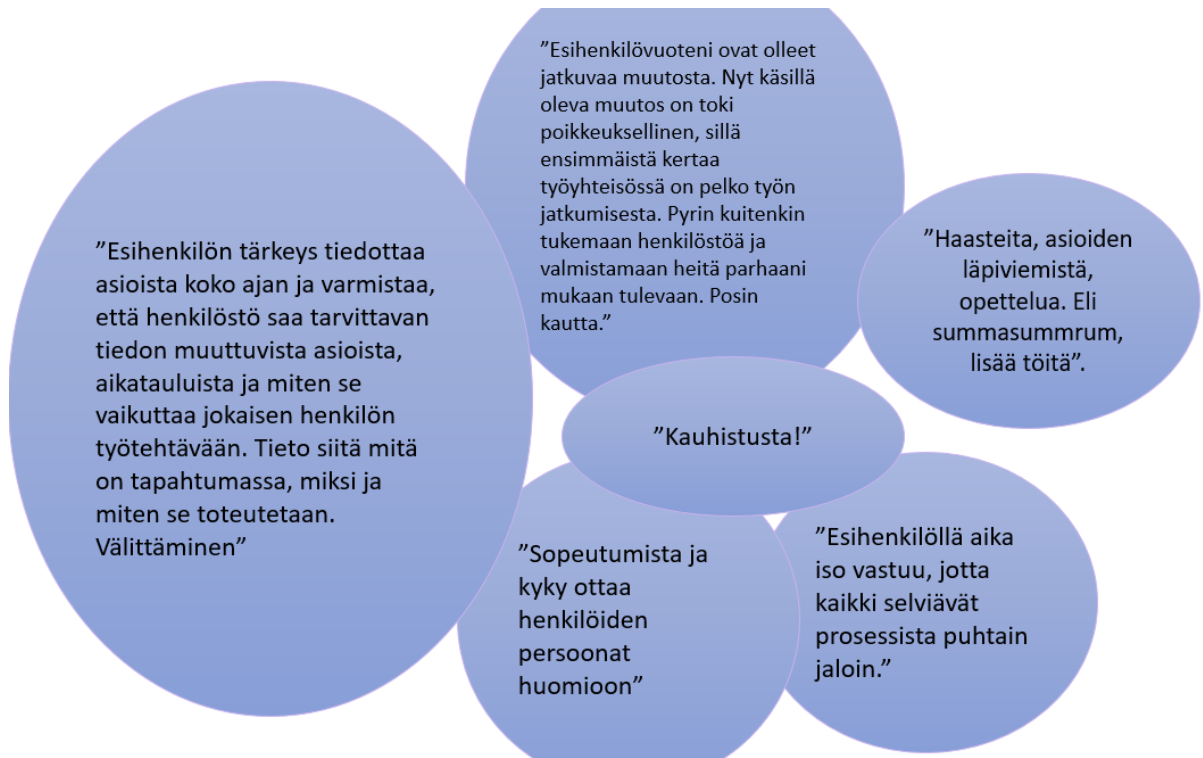 ”Esihenkilövuoteni ovat olleet
jatkuvaa muutosta. Nyt käsillä
oleva muutos on toki
poikkeuksellinen, sillä
ensimmäistä kertaa
työyhteisössä on pelko työn
jatkumisesta. Pyrin kuitenkin
tukemaan henkilöstöä ja
valmistamaan heitä parhaani
mukaan tulevaan. Posin
kautta.”
”Esihenkilön tärkeys tiedottaa
asioista koko ajan ja varmistaa,
että henkilöstö saa tarvittavan
tiedon muuttuvista asioista,
aikatauluista ja miten se
vaikuttaa jokaisen henkilön
työtehtävään. Tieto siitä mitä
on tapahtumassa, miksi ja
miten se toteutetaan.
Välittäminen”
”Haasteita, asioiden
läpiviemistä,
opettelua. Eli
summasummrum,
lisää töitä”.
”Kauhistusta!”
”Sopeutumista ja
kyky ottaa
henkilöiden
persoonat
huomioon”
”Esihenkilöllä aika
iso vastuu, jotta
kaikki selviävät
prosessista puhtain
jaloin.”